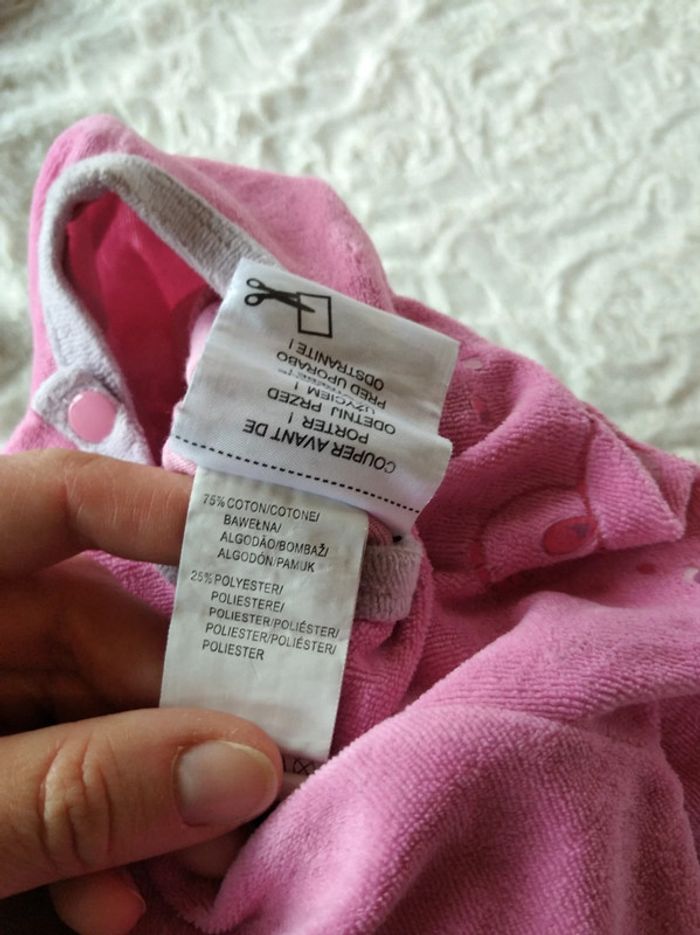 COUPER AVANT DE
PORTER !
ODETNIJ PRZED
UŻYCIEM !
PRED UPORABO
ODSTRANITE !
75% COTON/COTONE/
BAWEŁNA/
ALGODÃO/BOMBAŽ/
ALGODÓN/PAMUK
25% POLYESTER/
POLIESTERE/
POLIESTER/POLIÉSTER/
POLIESTER/POLIÉSTER/
POLIESTER